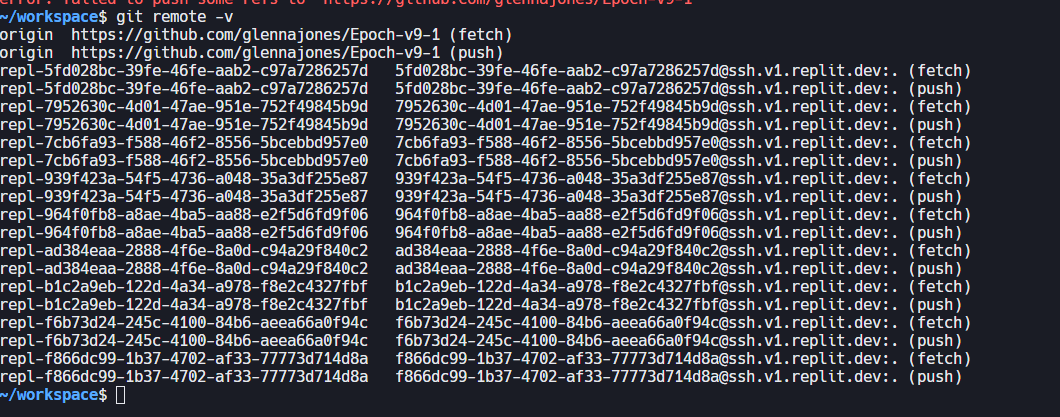 error: failed to push some refs to 'https://github.com/glennajones/Epoch-v9-1'
~/workspace$ git remote -v
origin  https://github.com/glennajones/Epoch-v9-1 (fetch)
origin  https://github.com/glennajones/Epoch-v9-1 (push)
repl-5fd028bc-39fe-46fe-aab2-c97a7286257d   5fd028bc-39fe-46fe-aab2-c97a7286257d@ssh.v1.replit.dev:. (fetch)
repl-5fd028bc-39fe-46fe-aab2-c97a7286257d   5fd028bc-39fe-46fe-aab2-c97a7286257d@ssh.v1.replit.dev:. (push)
repl-7952630c-4d01-47ae-951e-752f49845b9d   7952630c-4d01-47ae-951e-752f49845b9d@ssh.v1.replit.dev:. (fetch)
repl-7952630c-4d01-47ae-951e-752f49845b9d   7952630c-4d01-47ae-951e-752f49845b9d@ssh.v1.replit.dev:. (push)
repl-7cb6fa93-f588-46f2-8556-5bcebbd957e0   7cb6fa93-f588-46f2-8556-5bcebbd957e0@ssh.v1.replit.dev:. (fetch)
repl-7cb6fa93-f588-46f2-8556-5bcebbd957e0   7cb6fa93-f588-46f2-8556-5bcebbd957e0@ssh.v1.replit.dev:. (push)
repl-939f423a-54f5-4736-a048-35a3df255e87   939f423a-54f5-4736-a048-35a3df255e87@ssh.v1.replit.dev:. (fetch)
repl-939f423a-54f5-4736-a048-35a3df255e87   939f423a-54f5-4736-a048-35a3df255e87@ssh.v1.replit.dev:. (push)
repl-964f0fb8-a8ae-4ba5-aa88-e2f5d6fd9f06   964f0fb8-a8ae-4ba5-aa88-e2f5d6fd9f06@ssh.v1.replit.dev:. (fetch)
repl-964f0fb8-a8ae-4ba5-aa88-e2f5d6fd9f06   964f0fb8-a8ae-4ba5-aa88-e2f5d6fd9f06@ssh.v1.replit.dev:. (push)
repl-ad384eaa-2888-4f6e-8a0d-c94a29f840c2   ad384eaa-2888-4f6e-8a0d-c94a29f840c2@ssh.v1.replit.dev:. (fetch)
repl-ad384eaa-2888-4f6e-8a0d-c94a29f840c2   ad384eaa-2888-4f6e-8a0d-c94a29f840c2@ssh.v1.replit.dev:. (push)
repl-b1c2a9eb-122d-4a34-a978-f8e2c4327fbf   b1c2a9eb-122d-4a34-a978-f8e2c4327fbf@ssh.v1.replit.dev:. (fetch)
repl-b1c2a9eb-122d-4a34-a978-f8e2c4327fbf   b1c2a9eb-122d-4a34-a978-f8e2c4327fbf@ssh.v1.replit.dev:. (push)
repl-f6b73d24-245c-4100-84b6-aeea66a0f94c   f6b73d24-245c-4100-84b6-aeea66a0f94c@ssh.v1.replit.dev:. (fetch)
repl-f6b73d24-245c-4100-84b6-aeea66a0f94c   f6b73d24-245c-4100-84b6-aeea66a0f94c@ssh.v1.replit.dev:. (push)
repl-f866dc99-1b37-4702-af33-77773d714d8a   f866dc99-1b37-4702-af33-77773d714d8a@ssh.v1.replit.dev:. (fetch)
repl-f866dc99-1b37-4702-af33-77773d714d8a   f866dc99-1b37-4702-af33-77773d714d8a@ssh.v1.replit.dev:. (push)
~/workspace$